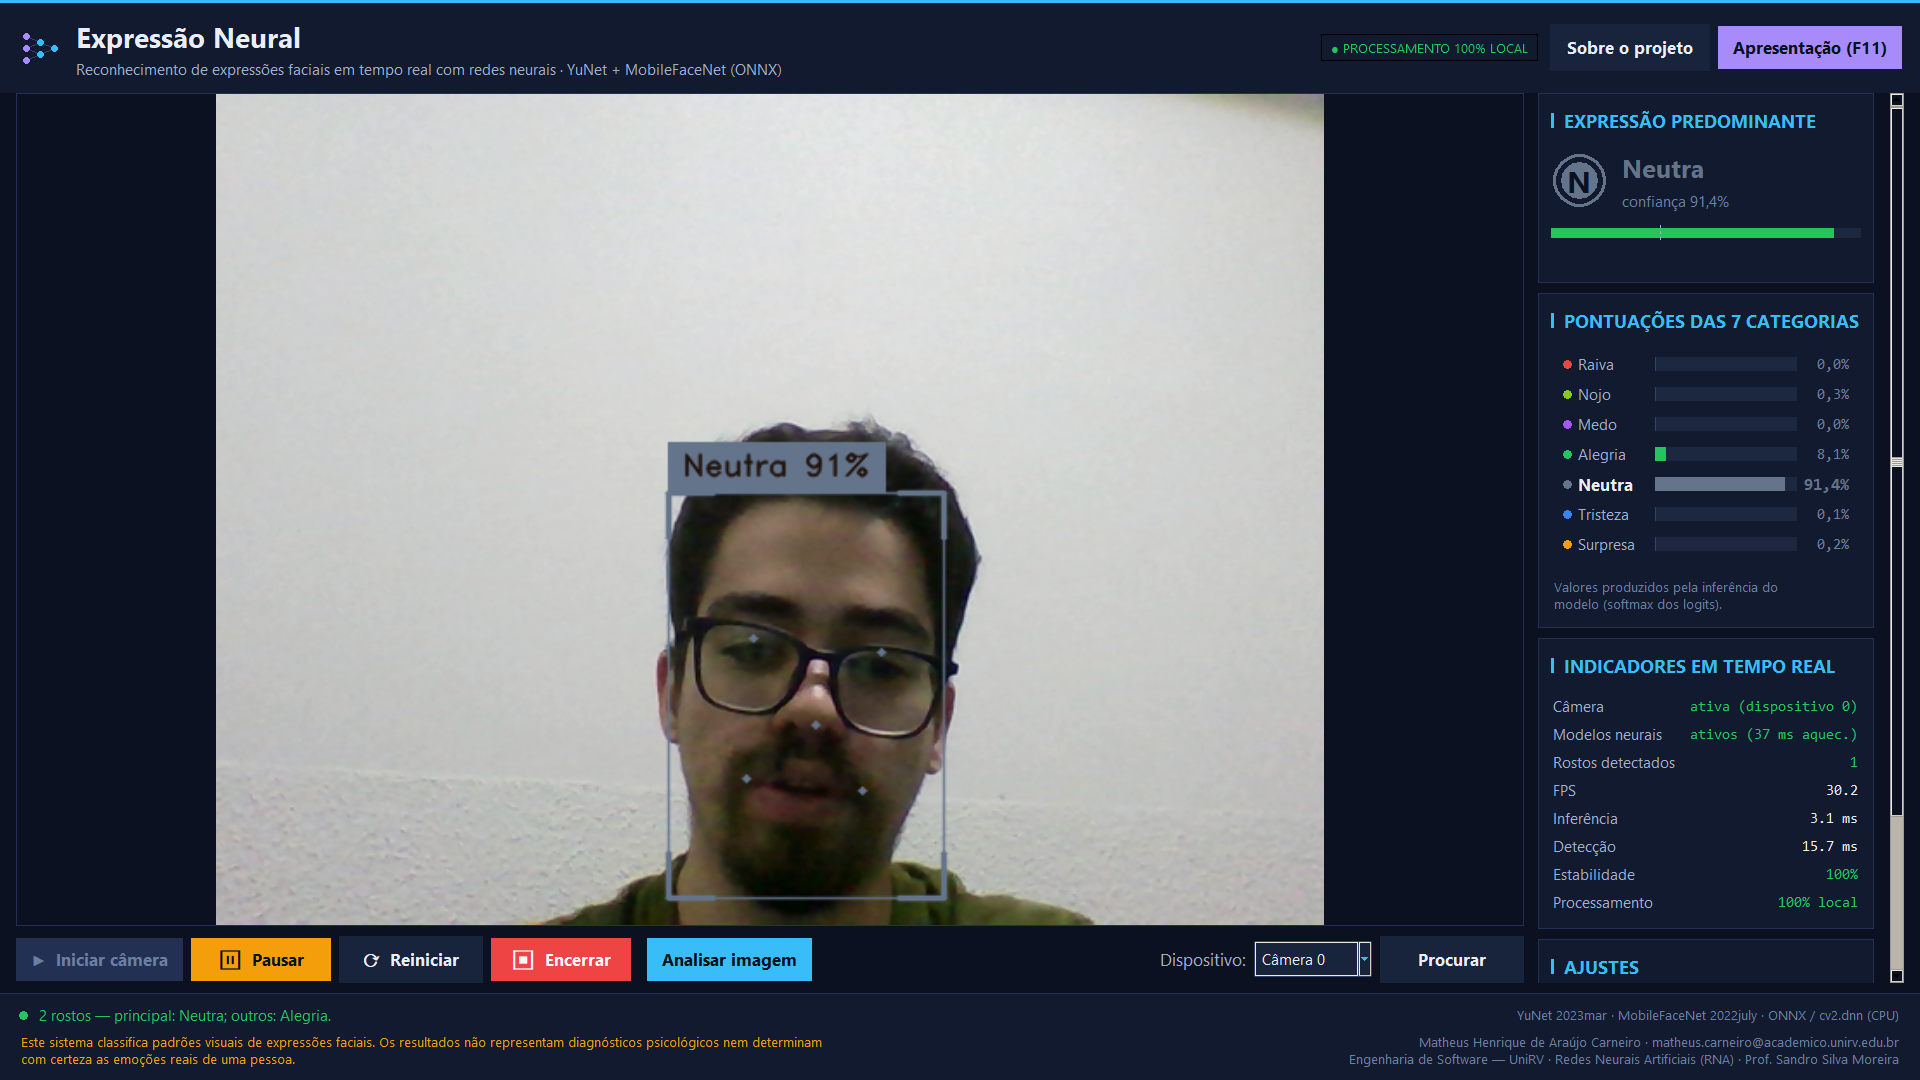 Expressão Neural
Reconhecimento de expressões faciais em tempo real com redes neurais · YuNet + MobileFaceNet (ONNX)
● PROCESSAMENTO 100% LOCAL
Sobre o projeto
Apresentação (F11)
Neutra 91%
EXPRESSÃO PREDOMINANTE
N
Neutra
confiança 91,4%
PONTUAÇÕES DAS 7 CATEGORIAS
Raiva 0,0%
Nojo 0,3%
Medo 0,0%
Alegria 8,1%
Neutra 91,4%
Tristeza 0,1%
Surpresa 0,2%
Valores produzidos pela inferência do
modelo (softmax dos logits).
INDICADORES EM TEMPO REAL
Câmera ativa (dispositivo 0)
Modelos neurais ativos (37 ms aquec.)
Rostos detectados 1
FPS 30.2
Inferência 3.1 ms
Detecção 15.7 ms
Estabilidade 100%
Processamento 100% local
AJUSTES
Iniciar câmera
Pausar
Reiniciar
Encerrar
Analisar imagem
Dispositivo: Câmera 0
Procurar
2 rostos — principal: Neutra; outros: Alegria.
Este sistema classifica padrões visuais de expressões faciais. Os resultados não representam diagnósticos psicológicos nem determinam
com certeza as emoções reais de uma pessoa.
YuNet 2023mar · MobileFaceNet 2022july · ONNX / cv2.dnn (CPU)
Matheus Henrique de Araújo Carneiro · matheus.carneiro@academico.unirv.edu.br
Engenharia de Software — UniRV · Redes Neurais Artificiais (RNA) · Prof. Sandro Silva Moreira